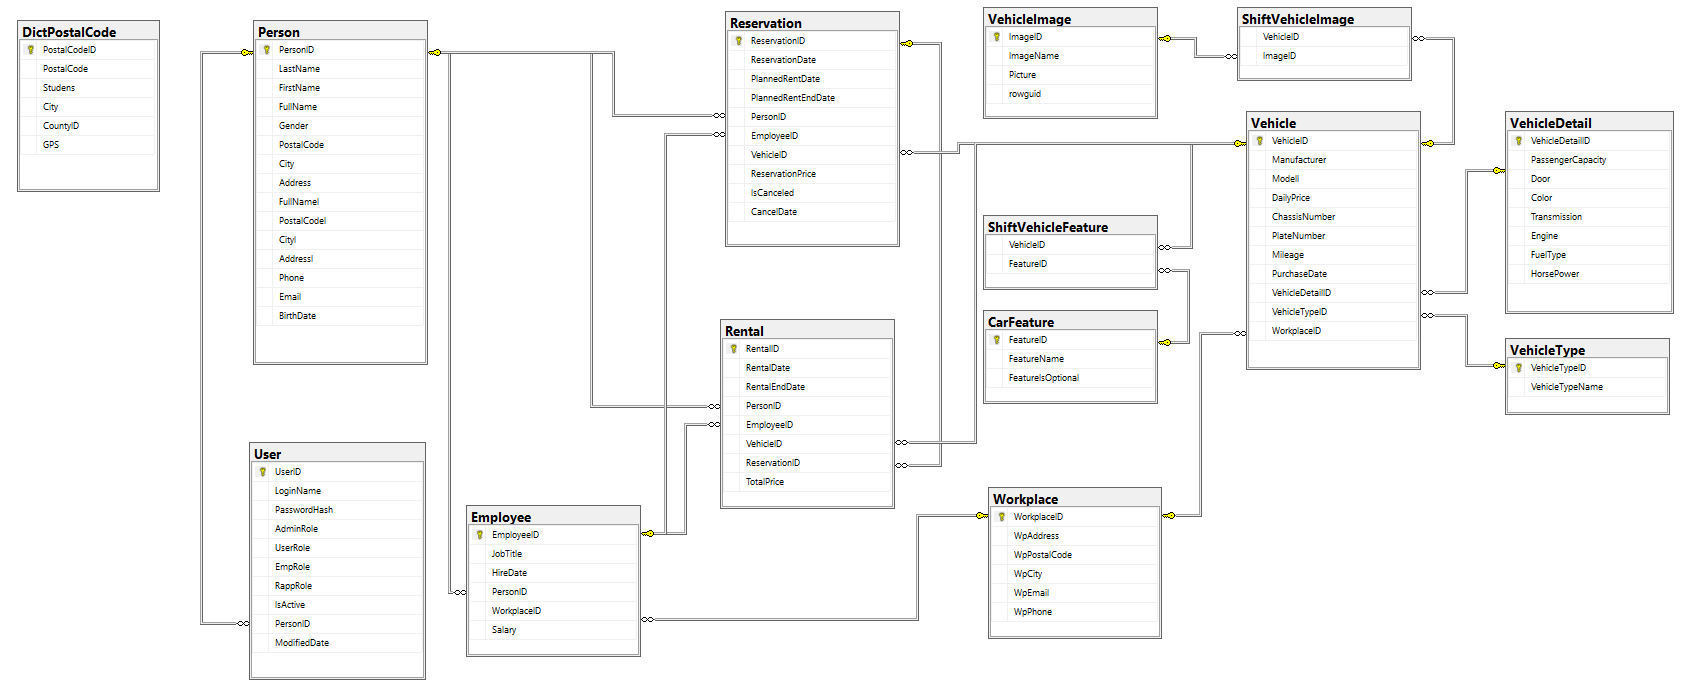 DictPostalCode
PostalCodeID
PostalCode
Studens
City
CountyID
GPS
Person
PersonID
LastName
FirstName
FullName
Gender
PostalCode
City
Address
FullNameI
PostalCodeI
CityI
AddressI
Phone
Email
BirthDate
User
UserID
LoginName
PasswordHash
AdminRole
UserRole
EmpRole
RappRole
IsActive
PersonID
ModifiedDate
Employee
EmployeeID
JobTitle
HireDate
PersonID
WorkplaceID
Salary
Reservation
ReservationID
ReservationDate
PlannedRentDate
PlannedRentEndDate
PersonID
EmployeeID
VehicleID
ReservationPrice
IsCanceled
CancelDate
Rental
RentalID
RentalDate
RentalEndDate
PersonID
EmployeeID
VehicleID
ReservationID
TotalPrice
VehicleImage
ImageID
ImageName
Picture
rowguid
ShiftVehicleFeature
VehicleID
FeatureID
CarFeature
FeatureID
FeatureName
FeatureIsOptional
Workplace
WorkplaceID
WpAddress
WpPostalCode
WpCity
WpEmail
WpPhone
ShiftVehicleImage
VehicleID
ImageID
Vehicle
VehicleID
Manufacturer
Modell
DailyPrice
ChassisNumber
PlateNumber
Mileage
PurchaseDate
VehicleDetailID
VehicleTypeID
WorkplaceID
VehicleDetail
VehicleDetailID
PassengerCapacity
Door
Color
Transmission
Engine
FuelType
HorsePower
VehicleType
VehicleTypeID
VehicleTypeName